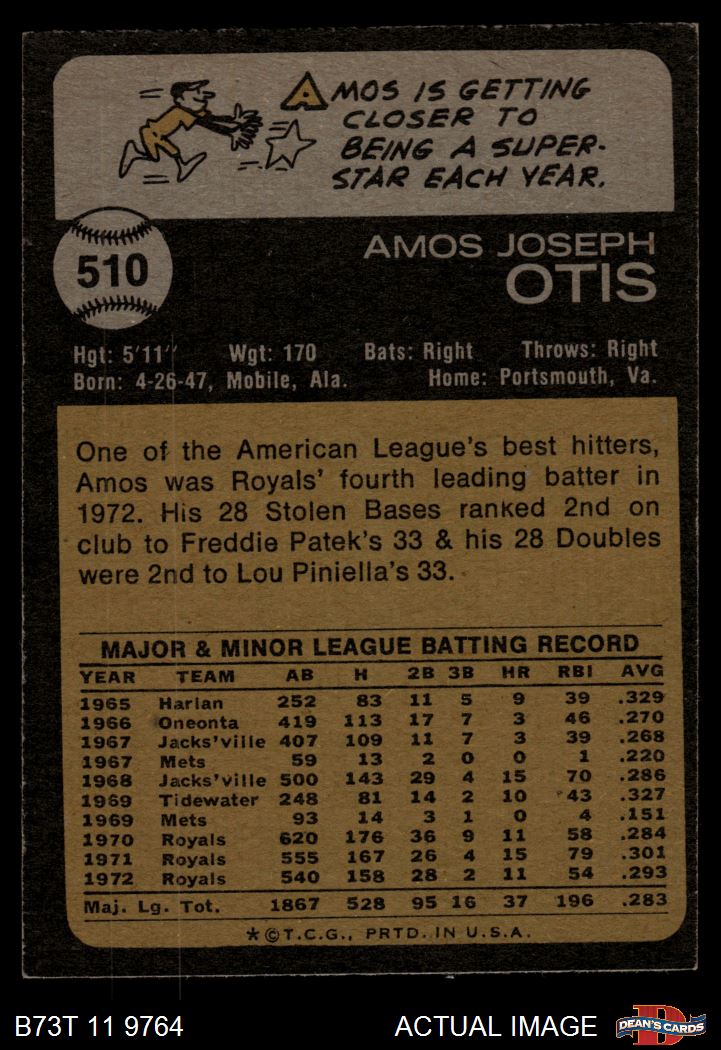 AMOS IS GETTING
CLOSER TO
BEING A SUPER-
STAR EACH YEAR.
510
AMOS JOSEPH
OTIS
Hgt: 5'11" Wgt: 170 Bats: Right Throws: Right
Born: 4-26-47, Mobile, Ala. Home: Portsmouth, Va.
One of the American League's best hitters,
Amos was Royals' fourth leading batter in
1972. His 28 Stolen Bases ranked 2nd on
club to Freddie Patek's 33 & his 28 Doubles
were 2nd to Lou Piniella's 33.
MAJOR & MINOR LEAGUE BATTING RECORD
YEAR TEAM AB H 2B 3B HR RBI AVG
1965 Harlan 252 83 11 5 9 39 .329
1966 Oneonta 419 113 17 7 3 46 .270
1967 Jacks'ville 407 109 11 7 3 39 .268
1967 Mets 59 13 2 0 0 1 .220
1968 Jacks'ville 500 143 29 4 15 70 .286
1969 Tidewater 248 81 14 2 10 43 .327
1969 Mets 93 14 3 1 0 4 .151
1970 Royals 620 176 36 9 11 58 .284
1971 Royals 555 167 26 4 15 79 .301
1972 Royals 540 158 28 2 11 54 .293
Maj. Lg. Tot. 1867 528 95 16 37 196 .283
*©T.C.G., PRTD. IN U.S.A.
B73T 11 9764 ACTUAL IMAGE
D
DEAN'S CARDS